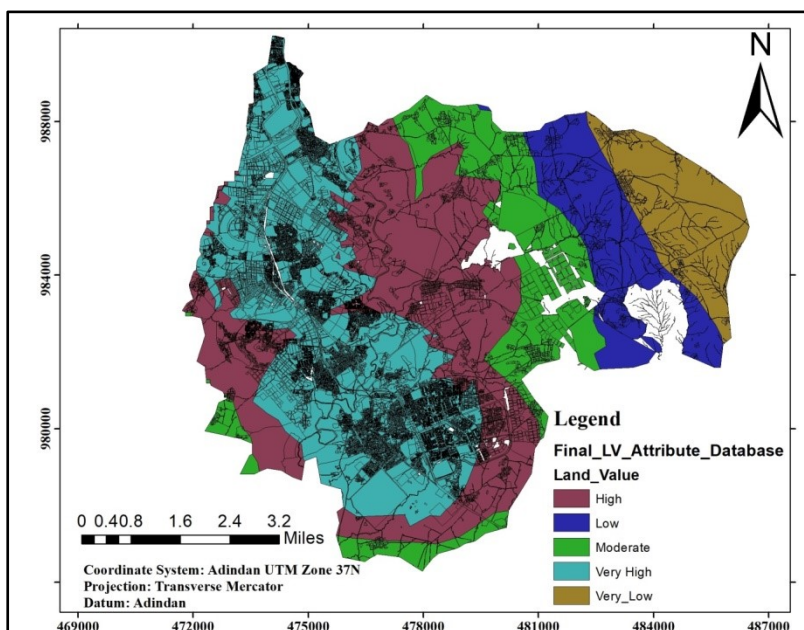 N
988000
984000
980000
Legend
Final_LV_Attribute_Database
Land_Value
High
Low
Moderate
Very High
Very_Low
0 0.40.8 1.6 2.4 3.2
Miles
Coordinate System: Adindan UTM Zone 37N
Projection: Transverse Mercator
Datum: Adindan
469000 472000 475000 478000 481000 484000 487000